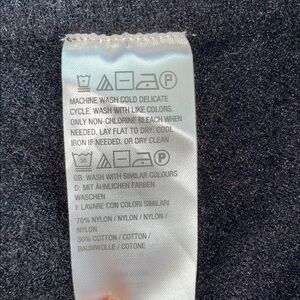 MACHINE WASH COLD DELICATE
CYCLE. WASH WITH LIKE COLORS.
ONLY NON-CHLORINE BLEACH WHEN
NEEDED. LAY FLAT TO DRY. COOL
IRON IF NEEDED. OR DRY CLEAN
P
GB: WASH WITH SIMILAR COLOURS
D: MIT ÄHNLICHEN FARBEN
WASCHEN
I: LAVARE CON COLORI SIMILARI
70% NYLON / NYLON / NYLON /
NYLON
30% COTTON / COTTON /
BAUMWOLLE / COTONE